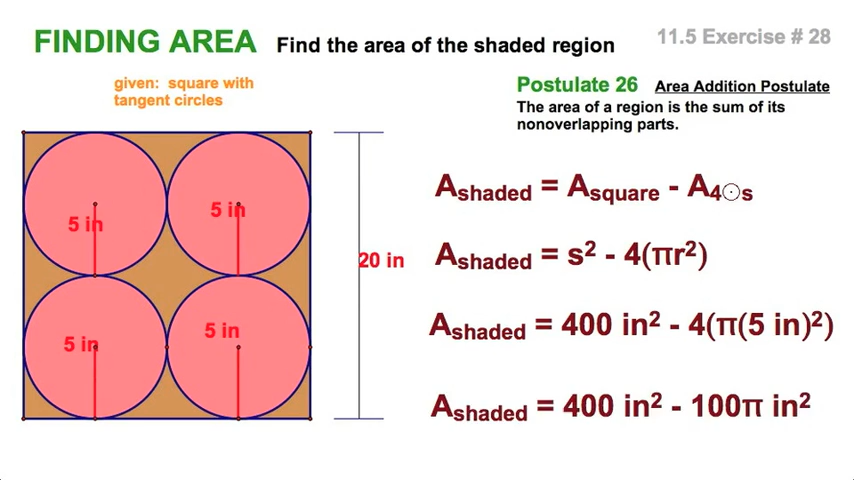 FINDING AREA Find the area of the shaded region
11.5 Exercise # 28
given: square with
tangent circles
Postulate 26 Area Addition Postulate
The area of a region is the sum of its
nonoverlapping parts.
5 in
5 in
5 in
5 in
20 in
Ashaded = Asquare - A4⊙s
Ashaded = s² - 4(πr²)
Ashaded = 400 in² - 4(π(5 in)²)
Ashaded = 400 in² - 100π in²